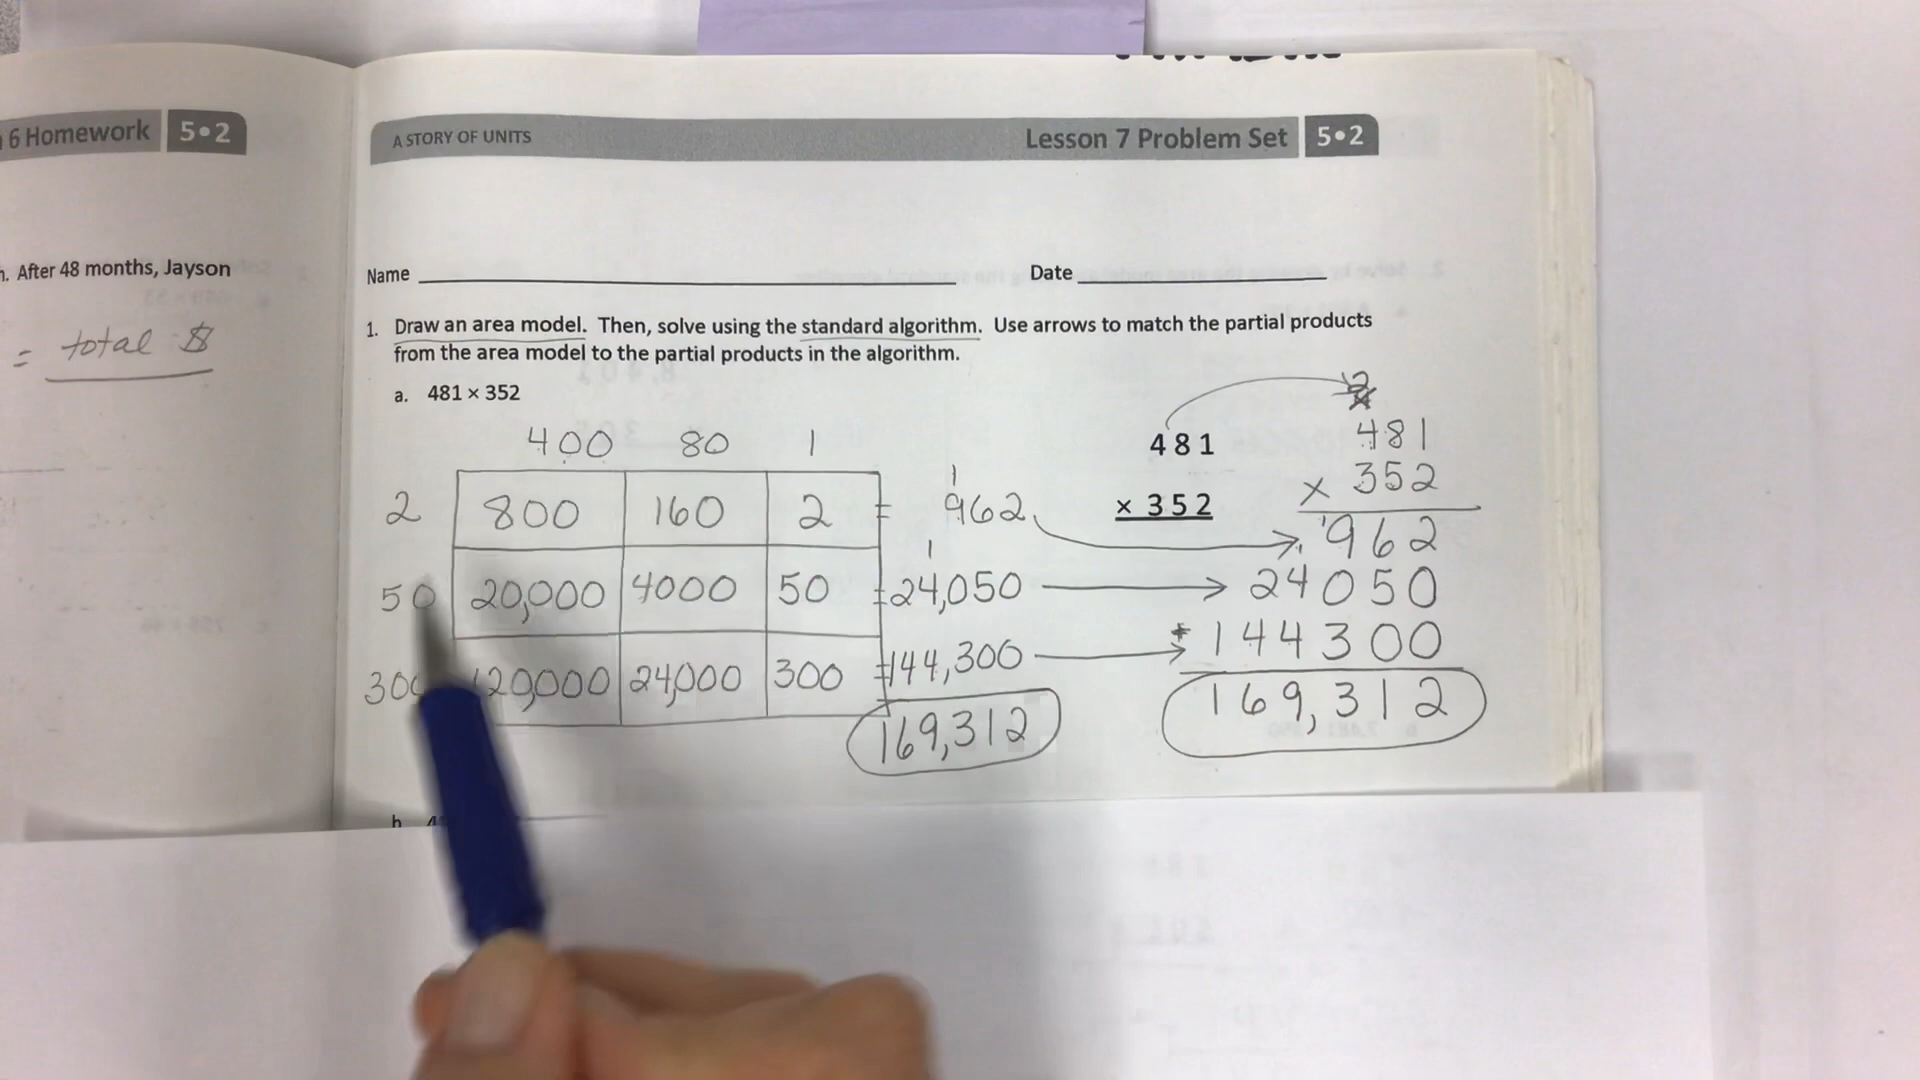 6 Homework 5•2
A STORY OF UNITS Lesson 7 Problem Set 5•2
After 48 months, Jayson
= total $
Name Date
1. Draw an area model. Then, solve using the standard algorithm. Use arrows to match the partial products
from the area model to the partial products in the algorithm.
a. 481 × 352
400 80 1
2 800 160 2 = 962
50 20,000 4000 50 = 24,050
300 120,000 24,000 300 = 144,300
169,312
481
× 352
2
481
× 352
962
24050
+ 144300
169,312